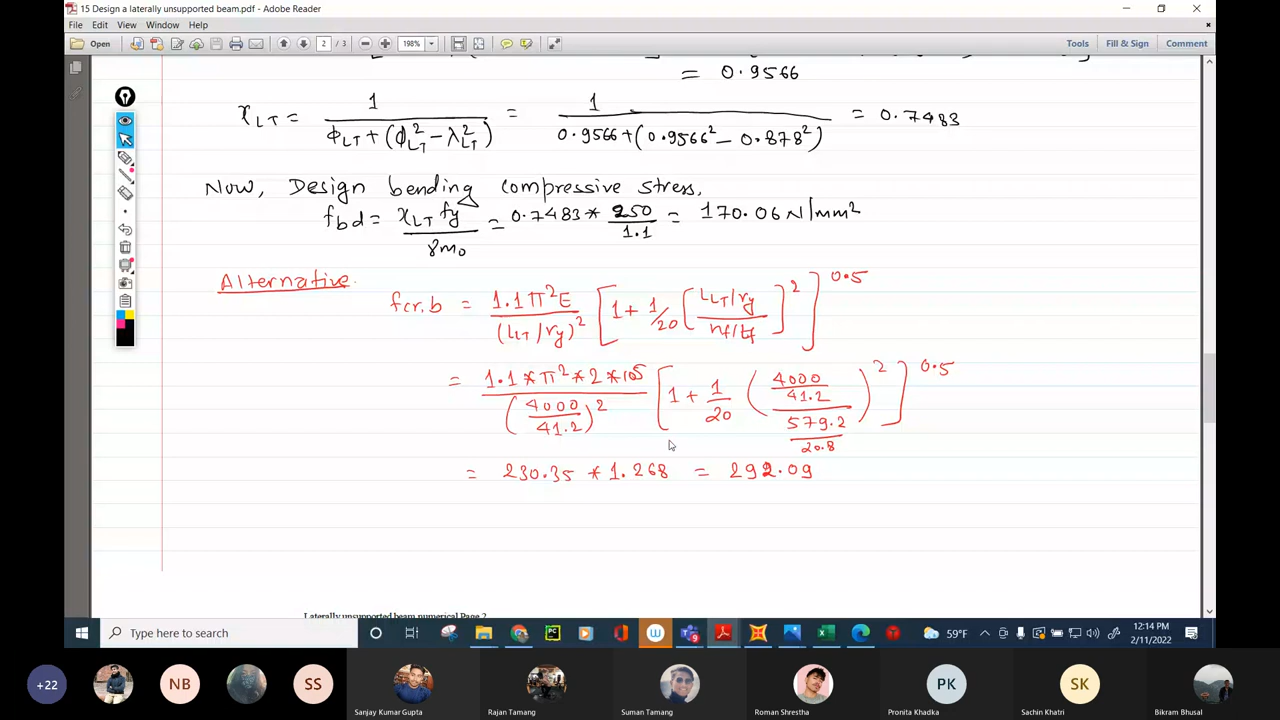 15 Design a laterally unsupported beam.pdf - Adobe Reader
File Edit View Window Help
Open 2 / 3 198% Tools Fill & Sign Comment
= 0.9566
χLT = 1/(ϕLT + (ϕLT² − λLT²)) = 1/(0.9566 + (0.9566² − 0.878²)) = 0.7483
Now, Design bending compressive stress,
fbd = χLT fy/γm0 = 0.7483 * 250/1.1 = 170.06 N/mm²
Alternative.
fcr,b = 1.1π²E/(LLT/ry)² [1 + 1/20 [(LLT/ry)/(hf/tf)]²]^0.5
= 1.1 * π² * 2 * 10⁵/(4000/41.2)² [1 + 1/20 ((4000/41.2)/(579.2/20.8))²]^0.5
= 230.35 * 1.268 = 292.09
Laterally unsupported beam numerical Page 2
Type here to search
59°F
12:14 PM
2/11/2022
+22 NB SS PK SK
Sanjay Kumar Gupta Rajan Tamang Suman Tamang Roman Shrestha Pronita Khadka Sachin Khatri Bikram Bhusal